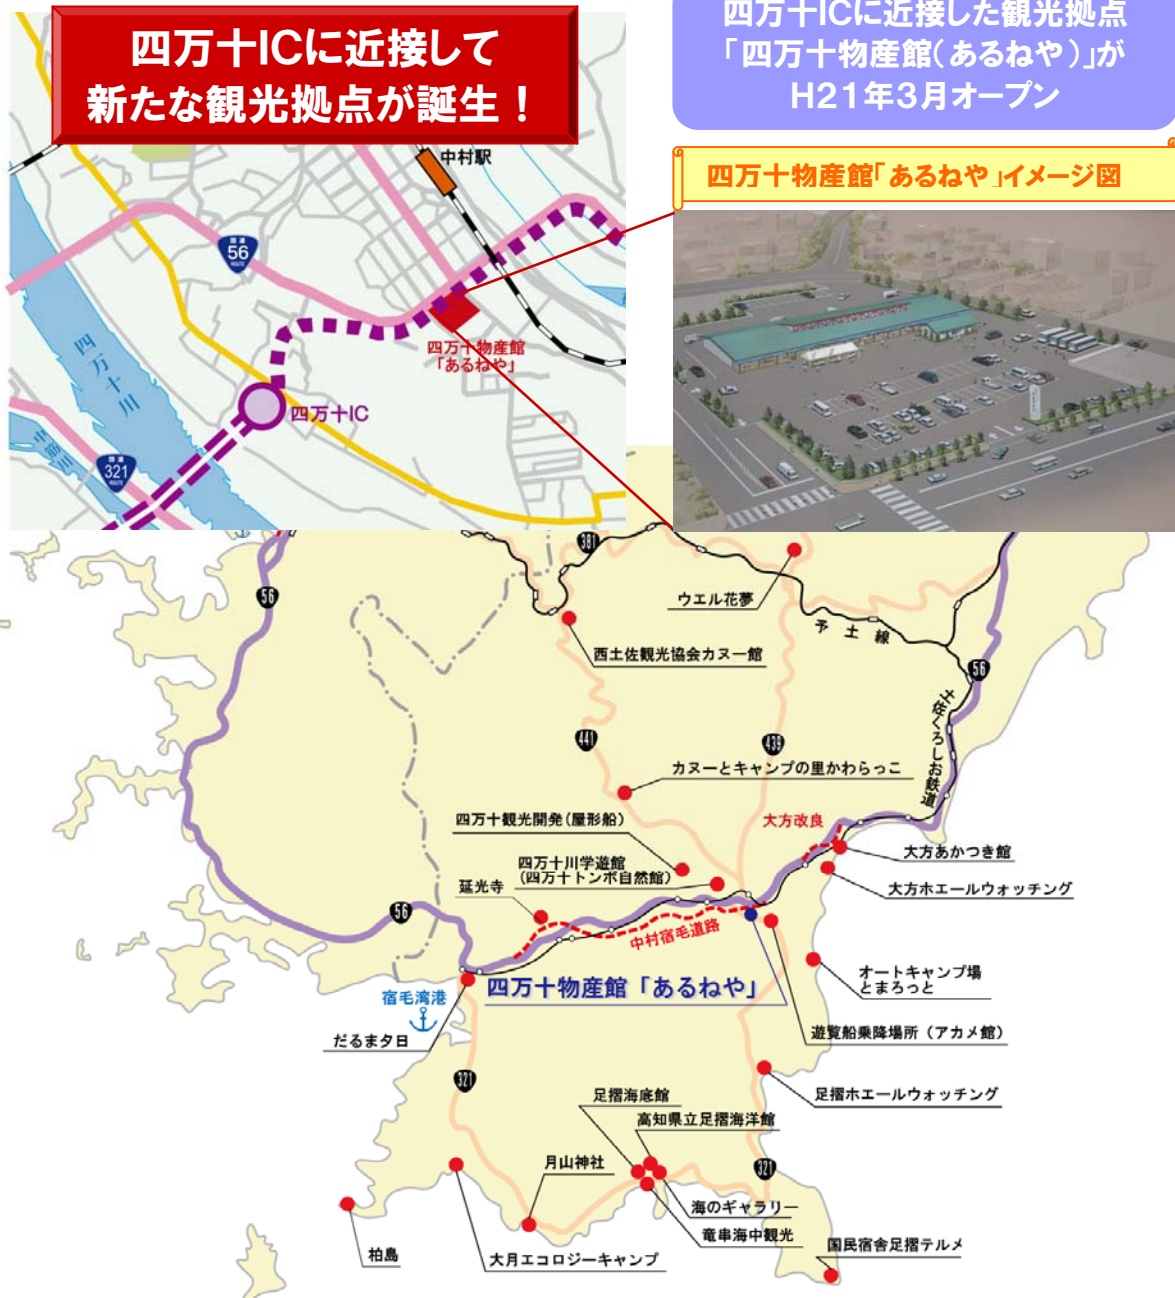 四万十ICに近接して
新たな観光拠点が誕生！
四万十ICに近接した観光拠点
「四万十物産館（あるねや）」が
H21年3月オープン
四万十物産館「あるねや」イメージ図
中村駅
国道
56
ROUTE
四万十物産館
「あるねや」
四万十川
四万十IC
中筋川
国道
321
ROUTE
381
ウエル花夢
56
予土線
西土佐観光協会カヌー館
56
土佐くろしお鉄道
441
439
カヌーとキャンプの里かわらっこ
四万十観光開発（屋形船）
大方改良
四万十川学遊館
（四万十トンボ自然館）
大方あかつき館
延光寺
大方ホエールウォッチング
56
中村宿毛道路
オートキャンプ場
とまろっと
四万十物産館「あるねや」
宿毛湾港
だるま夕日
遊覧船乗降場所（アカメ館）
321
足摺海底館
足摺ホエールウォッチング
高知県立足摺海洋館
月山神社
321
海のギャラリー
竜串海中観光
柏島
大月エコロジーキャンプ
国民宿舎足摺テルメ